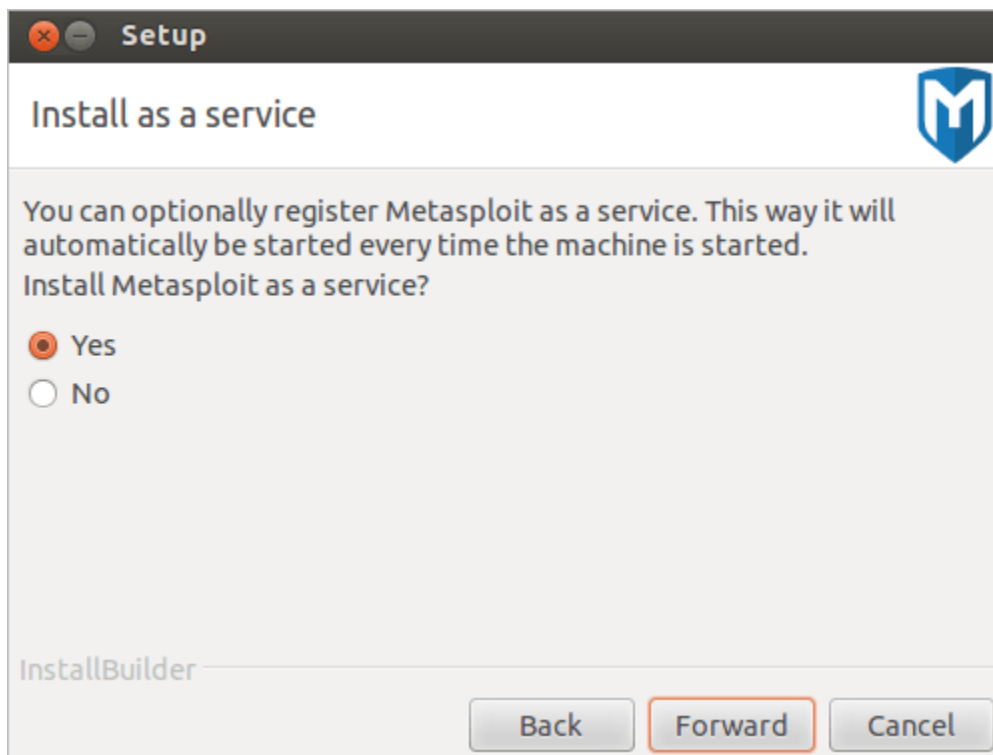 Setup
Install as a service
You can optionally register Metasploit as a service. This way it will
automatically be started every time the machine is started.
Install Metasploit as a service?
Yes
No
InstallBuilder
Back
Forward
Cancel